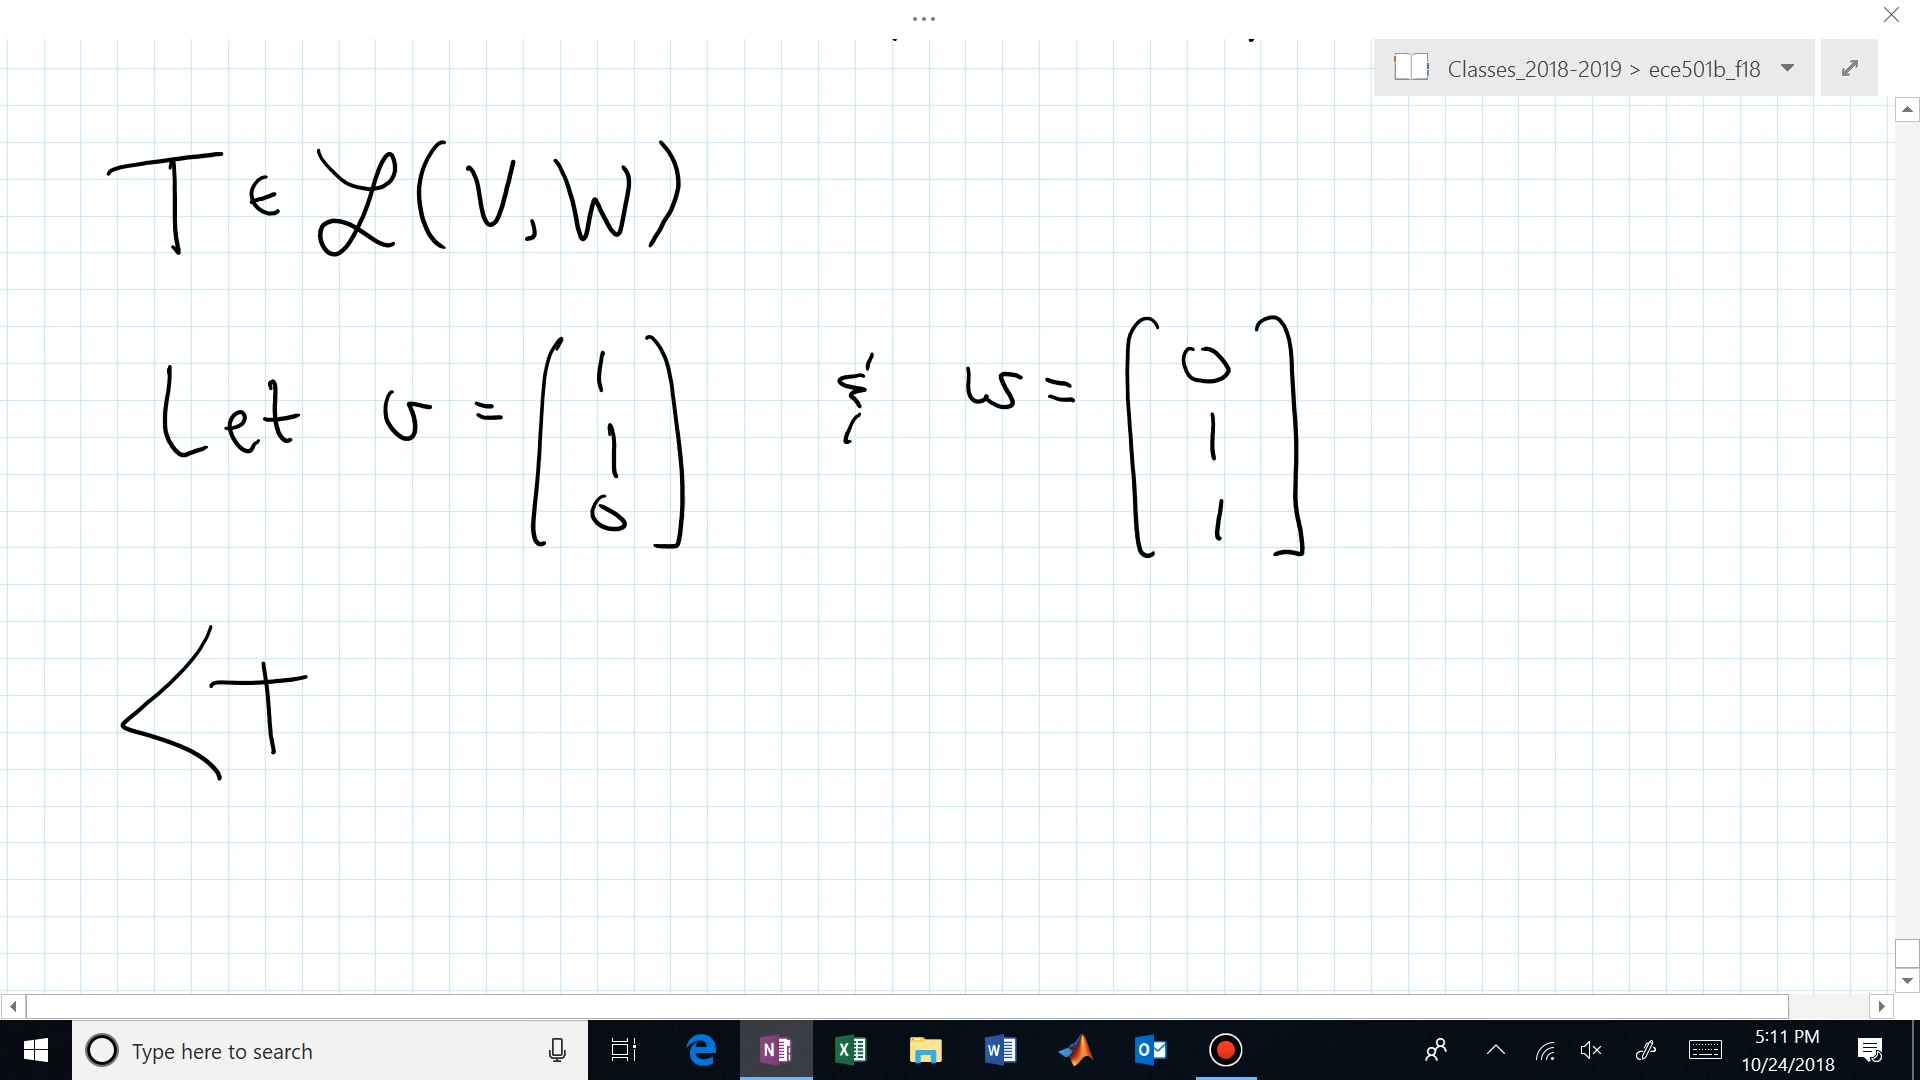 Classes_2018-2019 > ece501b_f18
T ∈ ℒ(V,W)
Let v = [1 1 0] & w = [0 1 1]
<T
Type here to search
5:11 PM
10/24/2018